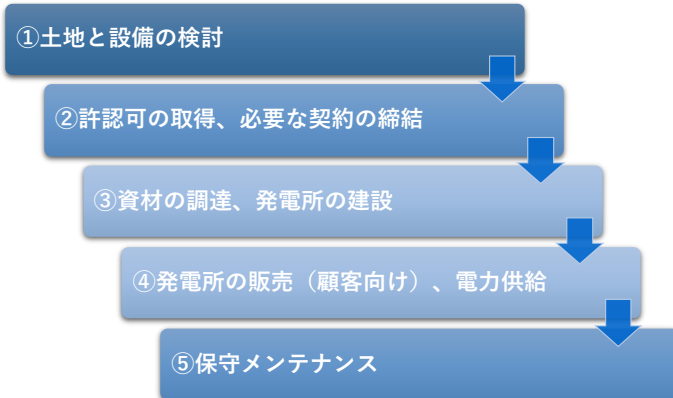 ①土地と設備の検討
②許認可の取得、必要な契約の締結
③資材の調達、発電所の建設
④発電所の販売（顧客向け）、電力供給
⑤保守メンテナンス